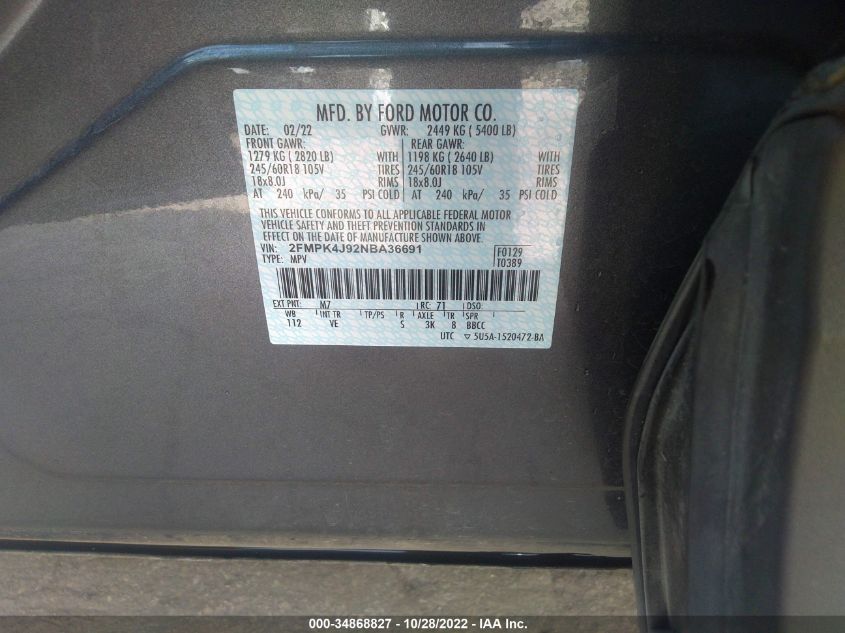 MFD. BY FORD MOTOR CO.
DATE: 02/22 GVWR: 2449 KG ( 5400 LB)
FRONT GAWR: REAR GAWR:
1279 KG ( 2820 LB) WITH 1198 KG ( 2640 LB) WITH
245/60R18 105V TIRES 245/60R18 105V TIRES
18x8.0J RIMS 18x8.0J RIMS
AT 240 kPa/ 35 PSI COLD AT 240 kPa/ 35 PSI COLD
THIS VEHICLE CONFORMS TO ALL APPLICABLE FEDERAL MOTOR
VEHICLE SAFETY AND THEFT PREVENTION STANDARDS IN
EFFECT ON THE DATE OF MANUFACTURE SHOWN ABOVE.
VIN: 2FMPK4J92NBA36691 F0129
TYPE: MPV T0389
EXT PNT: M7 RC: 71 DSO:
WB INT TR TP/PS R AXLE TR SPR
112 VE S 3K 8 BBCC
UTC ▽ 5U5A-1520472-BA
000-34868827 - 10/28/2022 - IAA Inc.